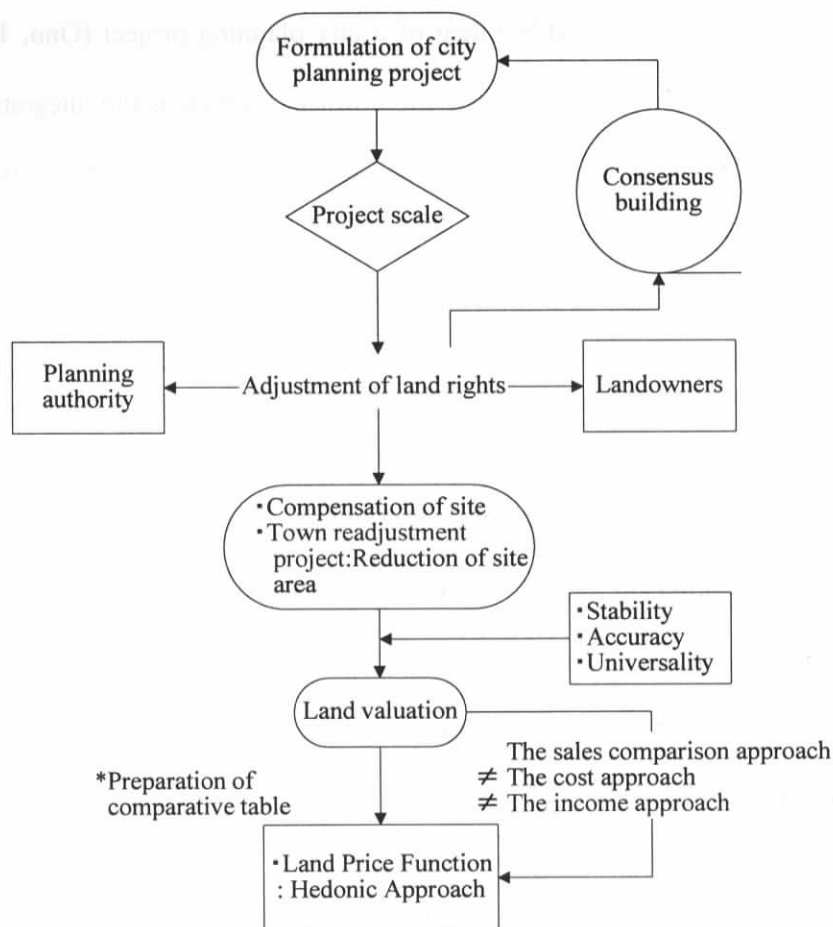 Formulation of city
planning project
Consensus
building
Project scale
Planning
authority
Adjustment of land rights
Landowners
・Compensation of site
・Town readjustment
project:Reduction of site
area
・Stability
・Accuracy
・Universality
Land valuation
The sales comparison approach
≠ The cost approach
≠ The income approach
*Preparation of
comparative table
・Land Price Function
: Hedonic Approach